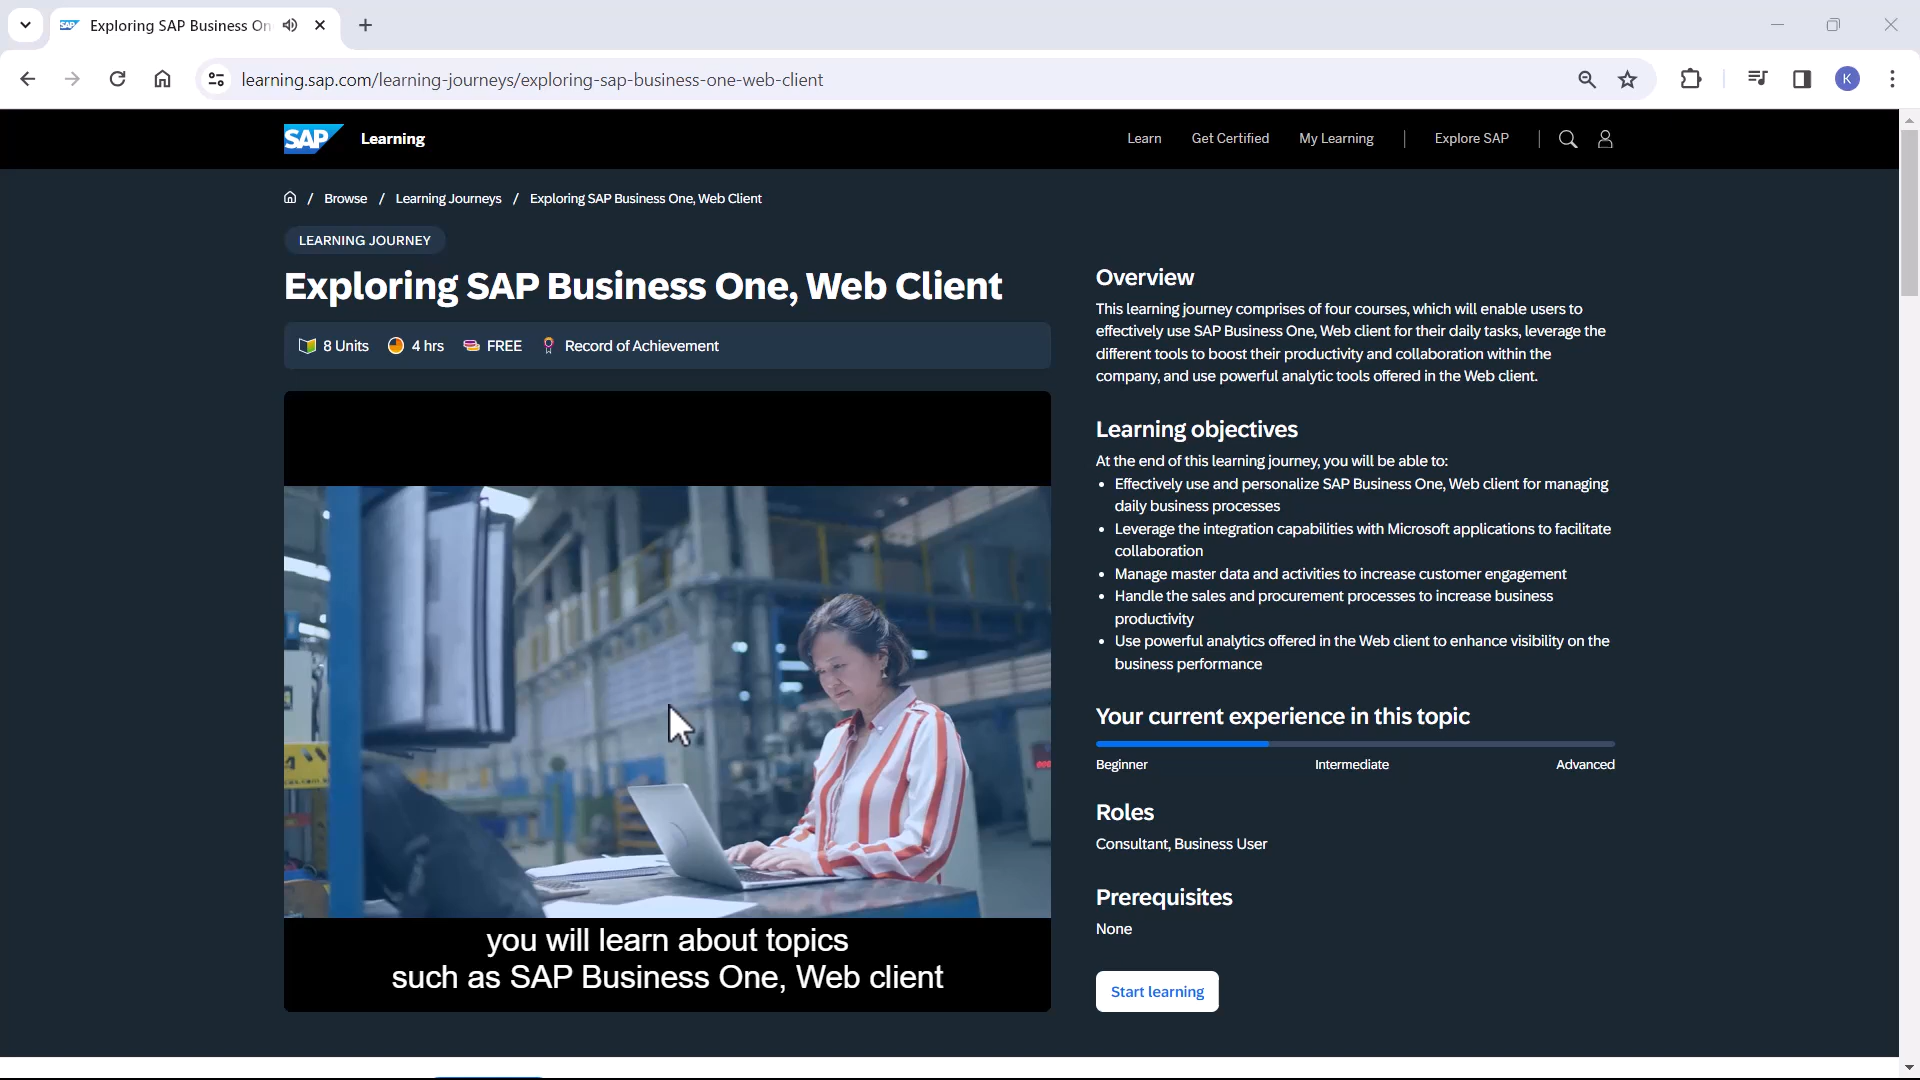 Exploring SAP Business On
learning.sap.com/learning-journeys/exploring-sap-business-one-web-client
K
SAP Learning
Learn Get Certified My Learning | Explore SAP |
/ Browse / Learning Journeys / Exploring SAP Business One, Web Client
LEARNING JOURNEY
Exploring SAP Business One, Web Client
8 Units 4 hrs FREE Record of Achievement
you will learn about topics
such as SAP Business One, Web client
Overview
This learning journey comprises of four courses, which will enable users to
effectively use SAP Business One, Web client for their daily tasks, leverage the
different tools to boost their productivity and collaboration within the
company, and use powerful analytic tools offered in the Web client.
Learning objectives
At the end of this learning journey, you will be able to:
• Effectively use and personalize SAP Business One, Web client for managing
daily business processes
• Leverage the integration capabilities with Microsoft applications to facilitate
collaboration
• Manage master data and activities to increase customer engagement
• Handle the sales and procurement processes to increase business
productivity
• Use powerful analytics offered in the Web client to enhance visibility on the
business performance
Your current experience in this topic
Beginner Intermediate Advanced
Roles
Consultant, Business User
Prerequisites
None
Start learning